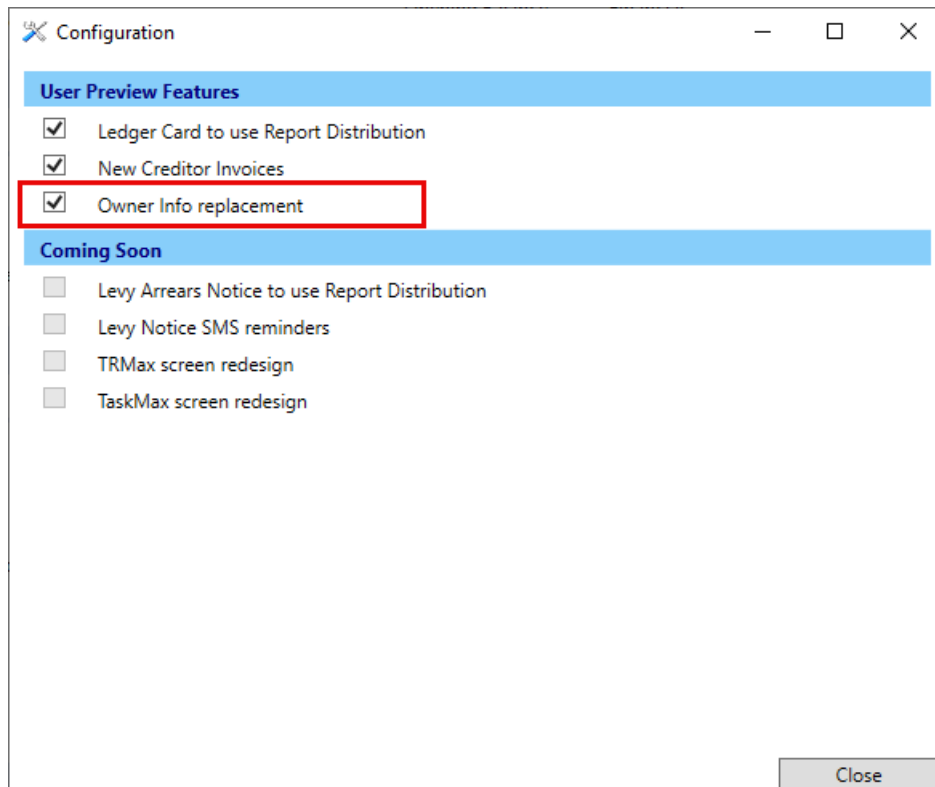 Configuration
User Preview Features
Ledger Card to use Report Distribution
New Creditor Invoices
Owner Info replacement
Coming Soon
Levy Arrears Notice to use Report Distribution
Levy Notice SMS reminders
TRMax screen redesign
TaskMax screen redesign
Close